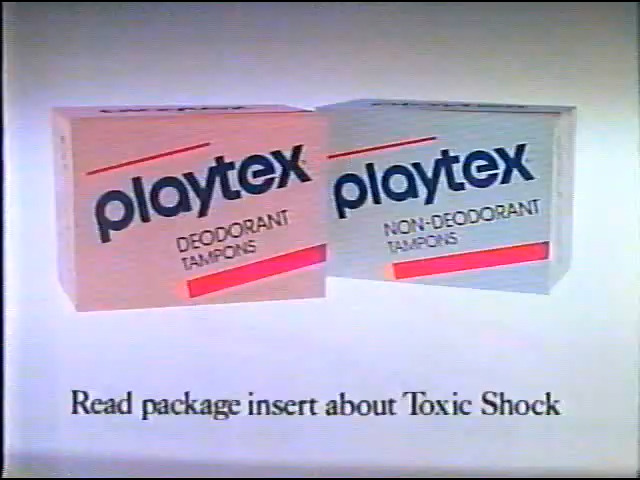 playtex
DEODORANT
TAMPONS
playtex
NON-DEODORANT
TAMPONS
Read package insert about Toxic Shock